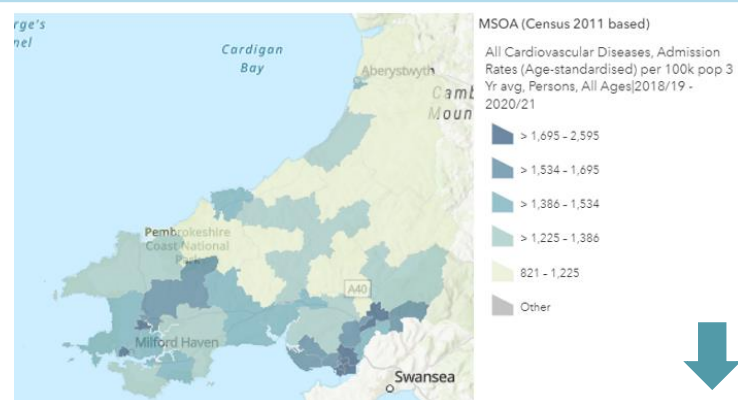 rge's
nel
Cardigan
Bay
Aberystwyth
Camb
Moun
Pembrokeshire
Coast National
Park
A40
Milford Haven
Swansea
MSOA (Census 2011 based)
All Cardiovascular Diseases, Admission
Rates (Age-standardised) per 100k pop 3
Yr avg, Persons, All Ages|2018/19 -
2020/21
> 1,695 - 2,595
> 1,534 - 1,695
> 1,386 - 1,534
> 1,225 - 1,386
821 - 1,225
Other